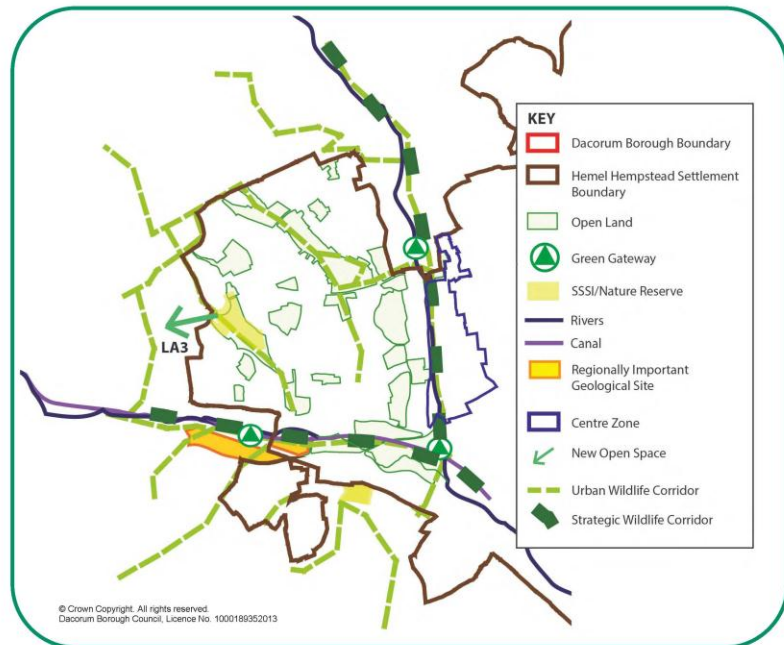 LA3
KEY
Dacorum Borough Boundary
Hemel Hempstead Settlement
Boundary
Open Land
Green Gateway
SSSI/Nature Reserve
Rivers
Canal
Regionally Important
Geological Site
Centre Zone
New Open Space
Urban Wildlife Corridor
Strategic Wildlife Corridor
© Crown Copyright. All rights reserved.
Dacorum Borough Council, Licence No. 1000189352013